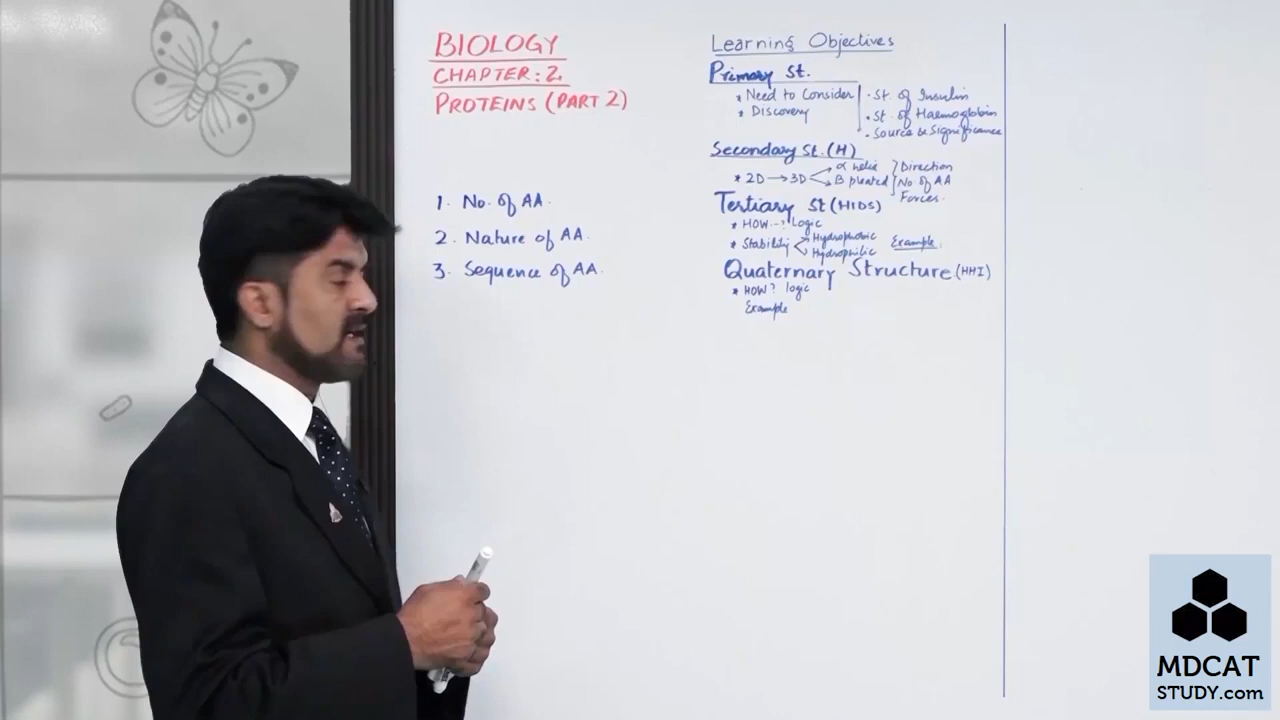 BIOLOGY
CHAPTER: 2.
PROTEINS (PART 2)
1. No. of AA.
2. Nature of AA.
3. Sequence of AA.
Learning Objectives
Primary St.
* Need to Consider
* Discovery
• St. of Insulin
• St. of Haemoglobin
• Source & Significance
Secondary St. (H)
* 2D → 3D
α helix
β pleated
Direction
No of AA
Forces.
Tertiary St (HIDS)
* HOW → Logic
* Stability
Hydrophobic
Hydrophilic
Example.
Quaternary Structure (HHI)
* HOW? logic
Example
MDCAT
STUDY.com